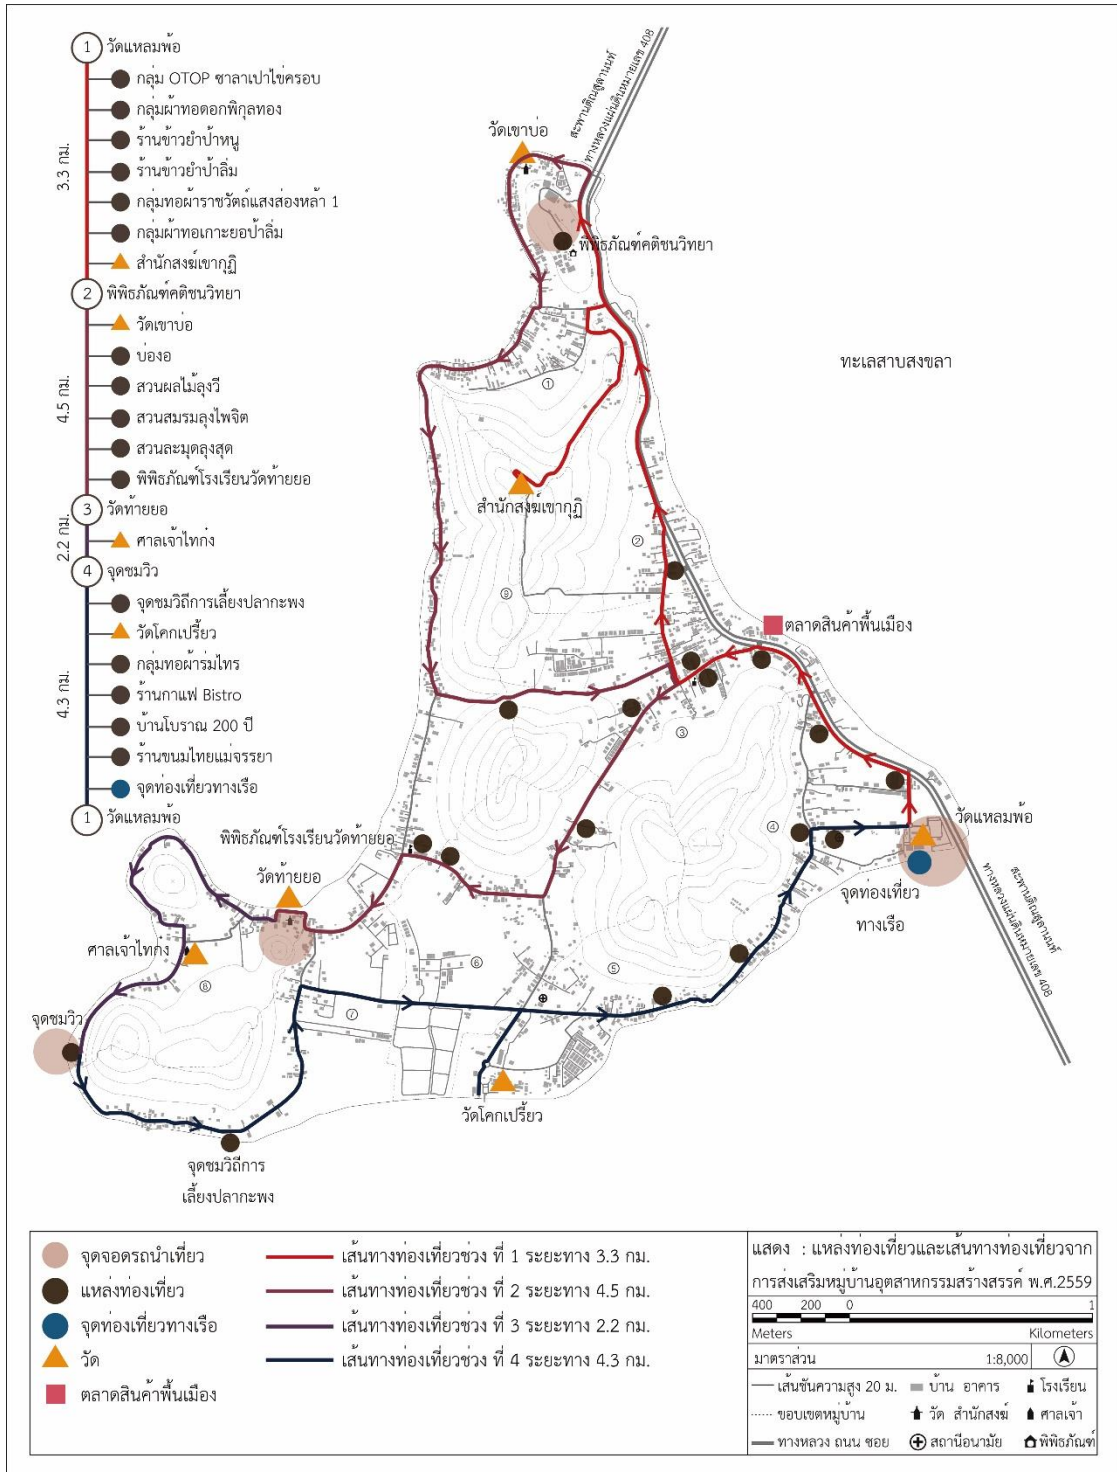 1 วัดแหลมพ้อ
กลุ่ม OTOP ซาลาเปาไข่ครอบ
กลุ่มผ้าทอดอกพิกุลทอง
ร้านข้าวยำป้าหนู
ร้านข้าวยำป้าลิ่ม
กลุ่มทอผ้าราชวัตถ์แสงส่องหล้า 1
กลุ่มผ้าทอเกาะยอป้าลิ่ม
สำนักสงฆ์เขากุฏิ
3.3 กม.
2 พิพิธภัณฑ์คติชนวิทยา
วัดเขาบ่อ
บ่องอ
สวนผลไม้ลุงวี
สวนสมรมลุงไพจิต
สวนละมุดลุงสุด
พิพิธภัณฑ์โรงเรียนวัดท้ายยอ
4.5 กม.
3 วัดท้ายยอ
ศาลเจ้าไทก๋ง
2.2 กม.
4 จุดชมวิว
จุดชมวิถีการเลี้ยงปลากะพง
วัดโคกเปรี้ยว
กลุ่มทอผ้าร่มไทร
ร้านกาแฟ Bistro
บ้านโบราณ 200 ปี
ร้านขนมไทยแม่จรรยา
จุดท่องเที่ยวทางเรือ
4.3 กม.
1 วัดแหลมพ้อ
สะพานติณสูลานนท์
ทางหลวงแผ่นดินหมายเลข 408
วัดเขาบ่อ
พิพิธภัณฑ์คติชนวิทยา
ทะเลสาบสงขลา
1
สำนักสงฆ์เขากุฏิ
2
9
ตลาดสินค้าพื้นเมือง
3
4
วัดแหลมพ้อ
พิพิธภัณฑ์โรงเรียนวัดท้ายยอ
วัดท้ายยอ
จุดท่องเที่ยว
ทางเรือ
สะพานติณสูลานนท์
ทางหลวงแผ่นดินหมายเลข 408
ศาลเจ้าไทก๋ง
6
5
8
7
จุดชมวิว
วัดโคกเปรี้ยว
จุดชมวิถีการ
เลี้ยงปลากะพง
จุดจอดรถนำเที่ยว
แหล่งท่องเที่ยว
จุดท่องเที่ยวทางเรือ
วัด
ตลาดสินค้าพื้นเมือง
เส้นทางท่องเที่ยวช่วง ที่ 1 ระยะทาง 3.3 กม.
เส้นทางท่องเที่ยวช่วง ที่ 2 ระยะทาง 4.5 กม.
เส้นทางท่องเที่ยวช่วง ที่ 3 ระยะทาง 2.2 กม.
เส้นทางท่องเที่ยวช่วง ที่ 4 ระยะทาง 4.3 กม.
แสดง : แหล่งท่องเที่ยวและเส้นทางท่องเที่ยวจาก
การส่งเสริมหมู่บ้านอุตสาหกรรมสร้างสรรค์ พ.ศ.2559
400 200 0 1
Meters Kilometers
มาตราส่วน 1:8,000
เส้นชั้นความสูง 20 ม. บ้าน อาคาร โรงเรียน
ขอบเขตหมู่บ้าน วัด สำนักสงฆ์ ศาลเจ้า
ทางหลวง ถนน ซอย สถานีอนามัย พิพิธภัณฑ์